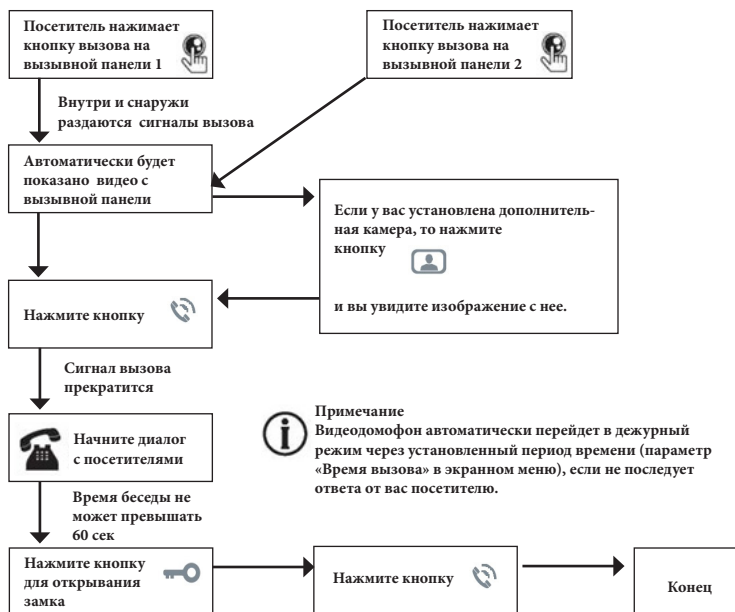 Посетитель нажимает
кнопку вызова на
вызывной панели 1
Посетитель нажимает
кнопку вызова на
вызывной панели 2
Внутри и снаружи
раздаются сигналы вызова
Автоматически будет
показано видео с
вызывной панели
Если у вас установлена дополнитель-
ная камера, то нажмите
кнопку
и вы увидите изображение с нее.
Нажмите кнопку
Сигнал вызова
прекратится
Начните диалог
с посетителями
Примечание
Видеодомофон автоматически перейдет в дежурный
режим через установленный период времени (параметр
«Время вызова» в экранном меню), если не последует
ответа от вас посетителю.
Время беседы не
может превышать
60 сек
Нажмите кнопку
для открывания
замка
Нажмите кнопку
Конец